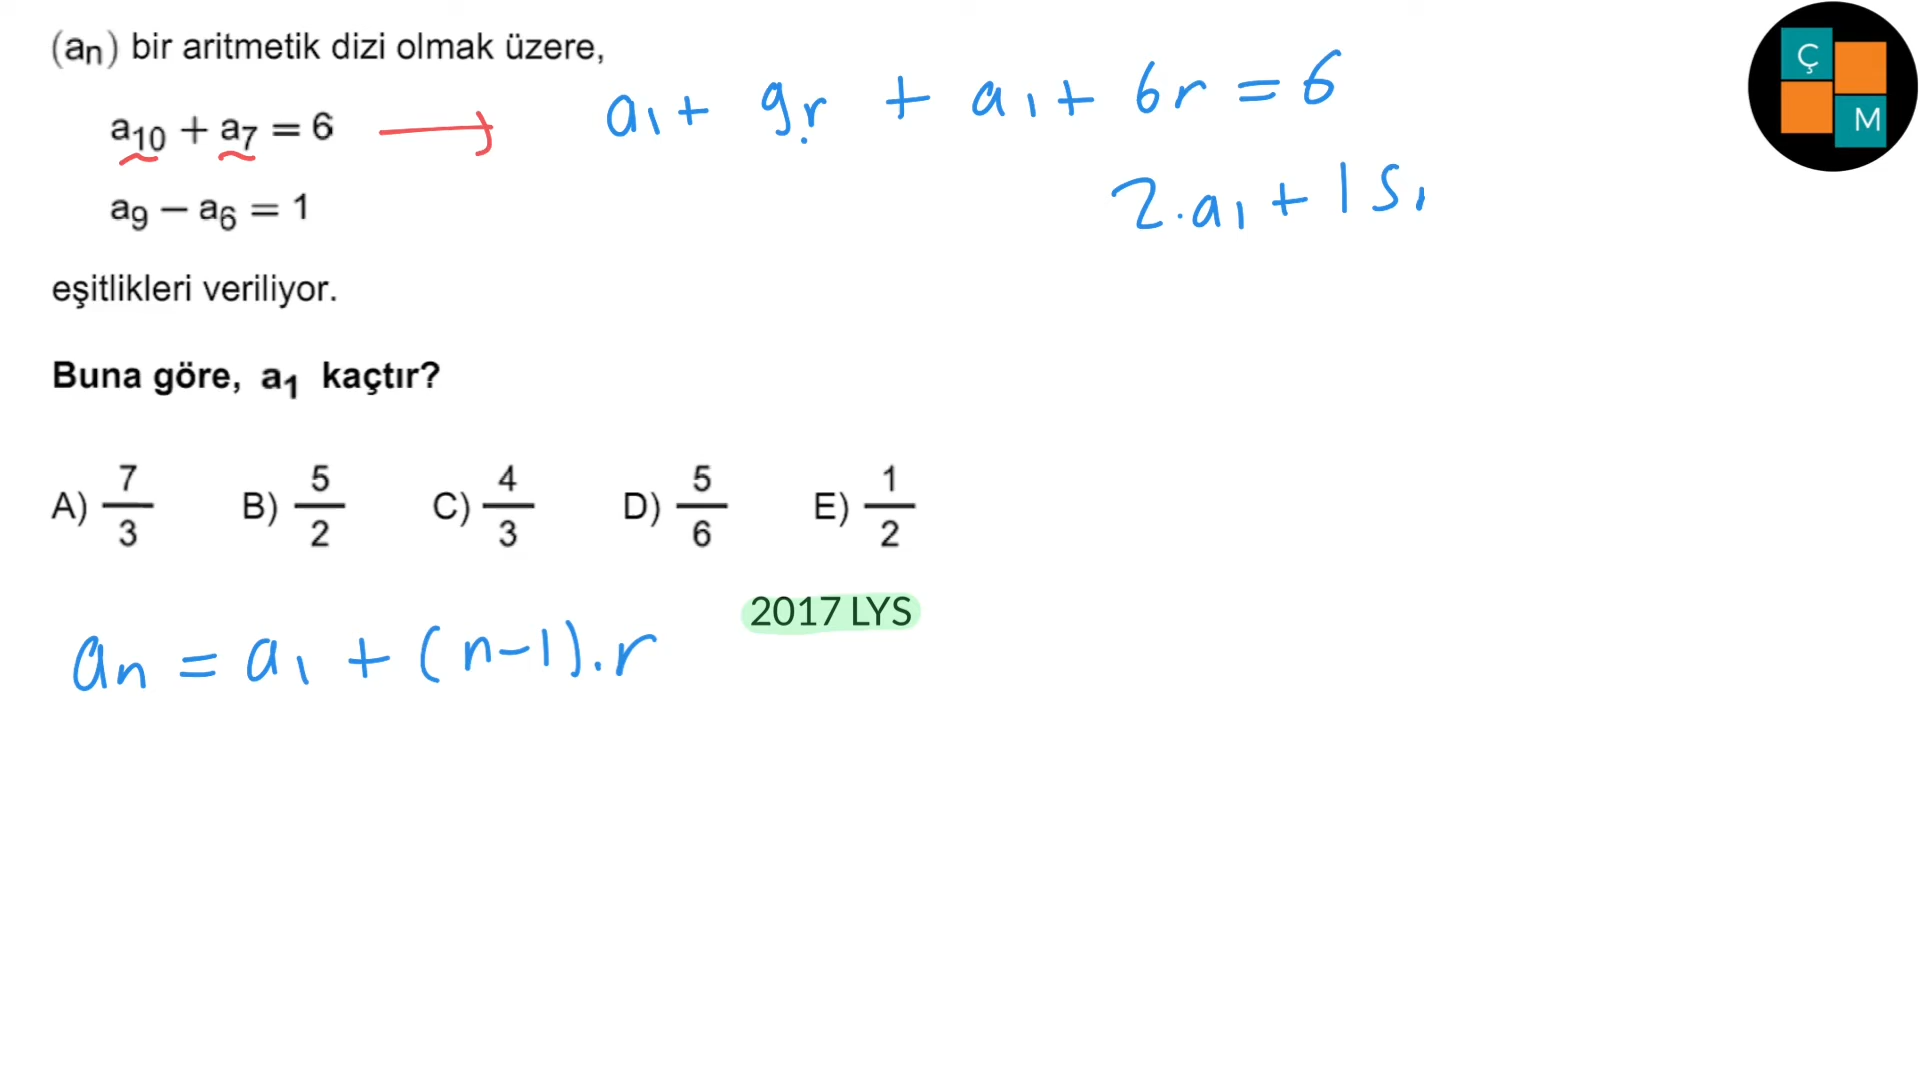 (aₙ) bir aritmetik dizi olmak üzere,
a₁₀ + a₇ = 6
a₉ − a₆ = 1
eşitlikleri veriliyor.
Buna göre, a₁ kaçtır?
A) 7/3 B) 5/2 C) 4/3 D) 5/6 E) 1/2
2017 LYS
aₙ = a₁ + (n-1).r
a₁ + 9r + a₁ + 6r = 6
2.a₁ + 15
Ç
M